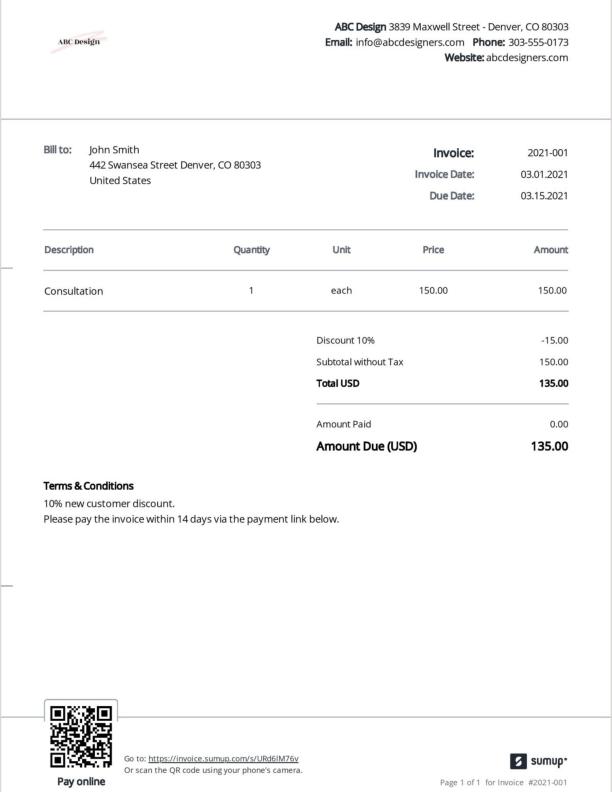 ABC Design
ABC Design 3839 Maxwell Street - Denver, CO 80303
Email: info@abcdesigners.com Phone: 303-555-0173
Website: abcdesigners.com
Bill to: John Smith
442 Swansea Street Denver, CO 80303
United States
Invoice: 2021-001
Invoice Date: 03.01.2021
Due Date: 03.15.2021
Description Quantity Unit Price Amount
Consultation 1 each 150.00 150.00
Discount 10% -15.00
Subtotal without Tax 150.00
Total USD 135.00
Amount Paid 0.00
Amount Due (USD) 135.00
Terms & Conditions
10% new customer discount.
Please pay the invoice within 14 days via the payment link below.
Go to: https://invoice.sumup.com/s/URd6lM76v
Or scan the QR code using your phone's camera.
Pay online
sumup
Page 1 of 1 for Invoice #2021-001